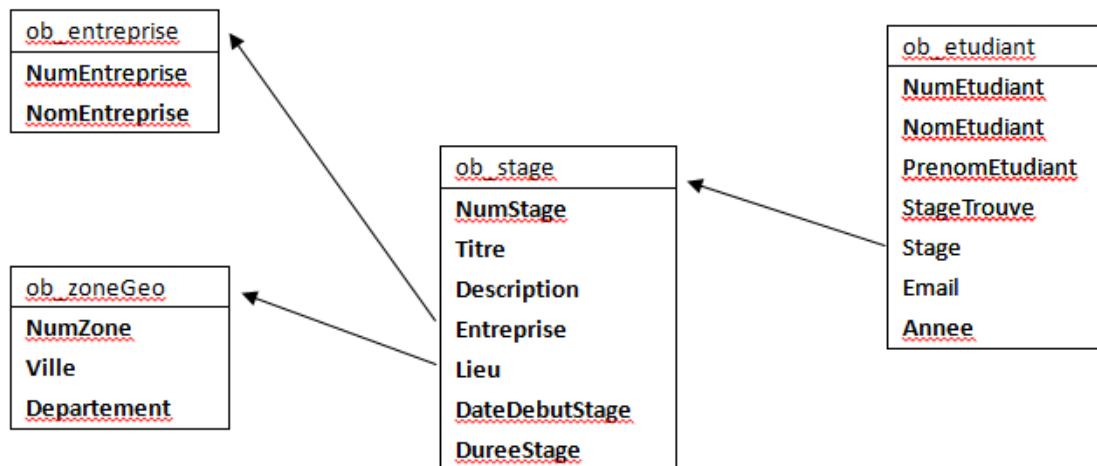 ob_entreprise
NumEntreprise
NomEntreprise
ob_zoneGeo
NumZone
Ville
Departement
ob_stage
NumStage
Titre
Description
Entreprise
Lieu
DateDebutStage
DureeStage
ob_etudiant
NumEtudiant
NomEtudiant
PrenomEtudiant
StageTrouve
Stage
Email
Annee